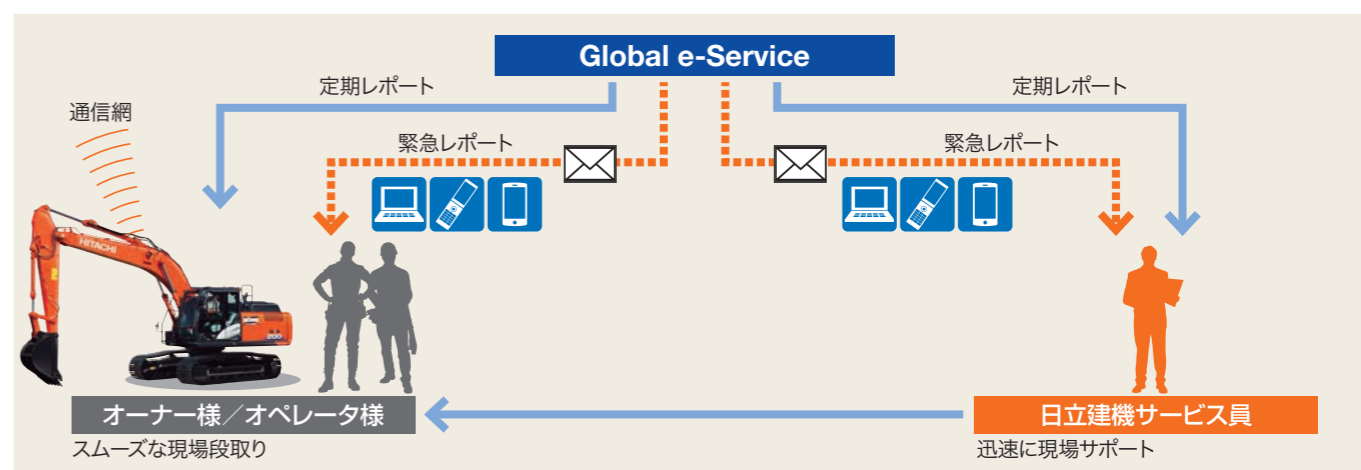 Global e-Service
定期レポート
定期レポート
通信網
緊急レポート
緊急レポート
HITACHI
200
オーナー様／オペレータ様
日立建機サービス員
スムーズな現場段取り
迅速に現場サポート